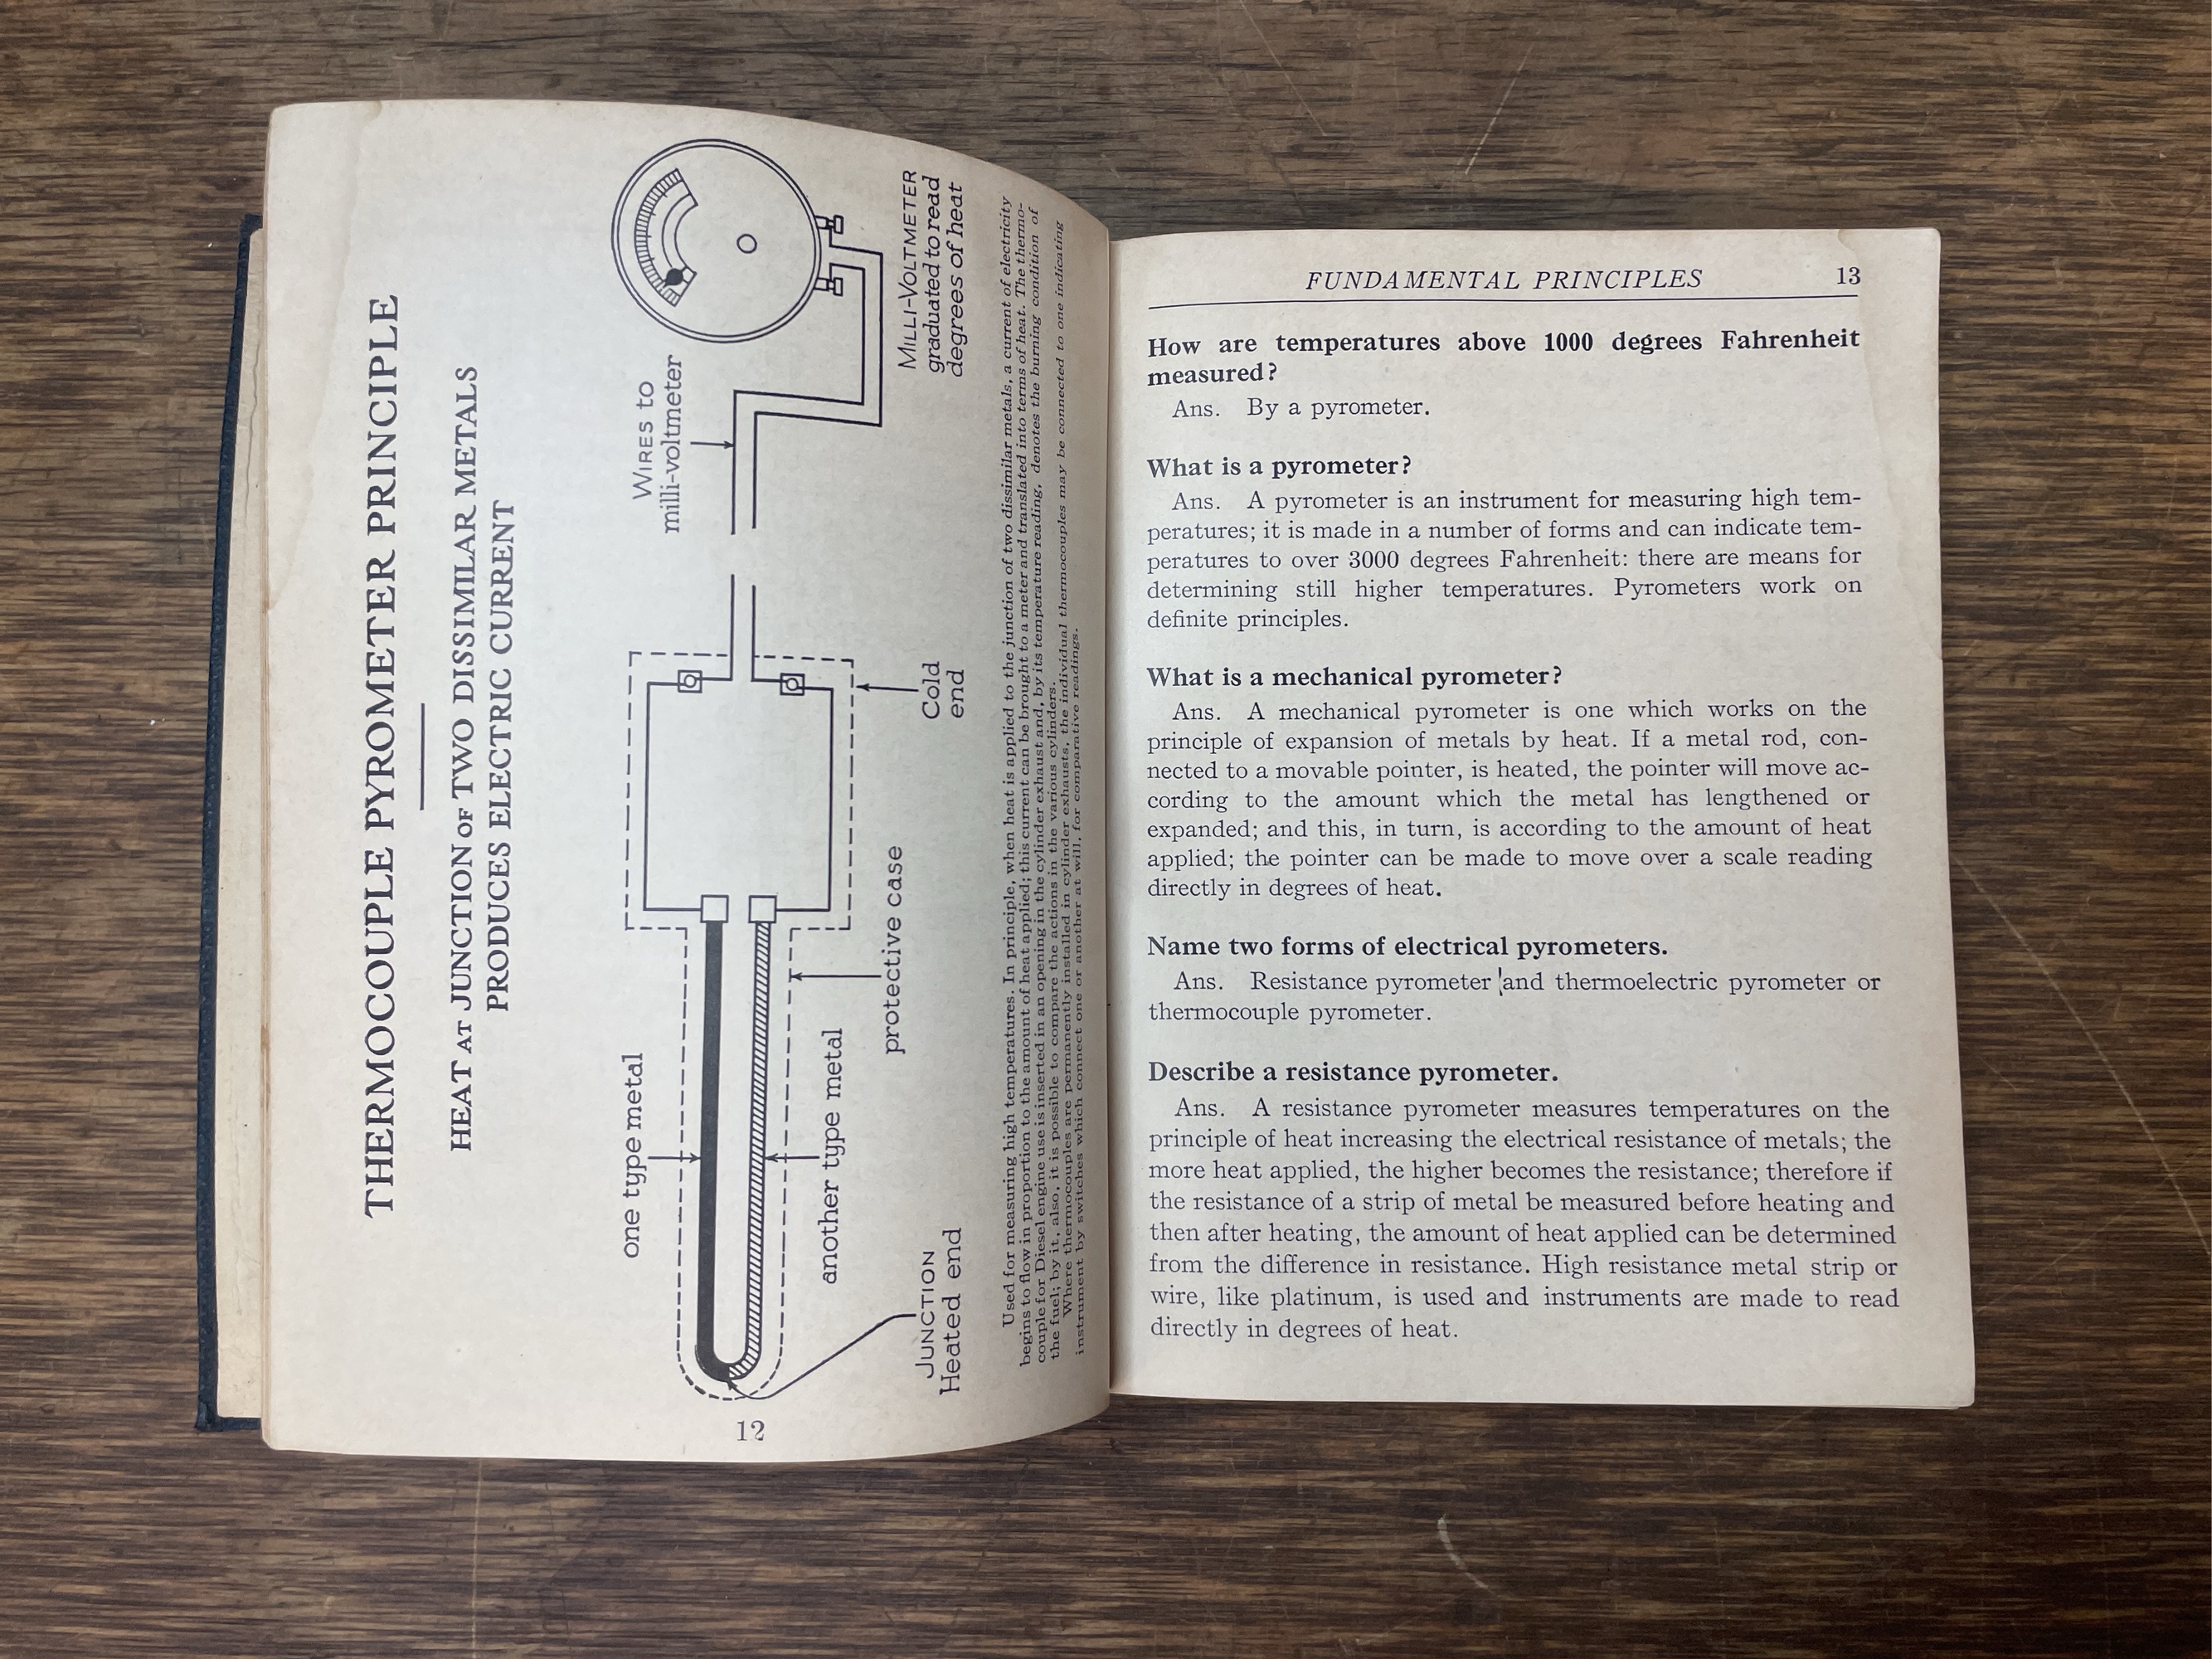 THERMOCOUPLE PYROMETER PRINCIPLE
HEAT AT JUNCTION OF TWO DISSIMILAR METALS
PRODUCES ELECTRIC CURRENT
one type metal
another type metal
JUNCTION
Heated end
protective case
Cold
end
WIRES to
milli-voltmeter
MILLI-VOLTMETER
graduated to read
degrees of heat
Used for measuring high temperatures. In principle, when heat is applied to the junction of two dissimilar metals, a current of electricity
begins to flow in proportion to the amount of heat applied; this current can be brought to a meter and translated into terms of heat. The thermo-
couple for Diesel engine use is inserted in an opening in the cylinder exhaust and, by its temperature reading, denotes the burning condition of
the fuel; by it, also, it is possible to compare the actions in the various cylinders.
Where thermocouples are permanently installed in cylinder exhausts, the individual thermocouples may be connected to one indicating
instrument by switches which connect one or another at will, for comparative readings.
12
FUNDAMENTAL PRINCIPLES 13
How are temperatures above 1000 degrees Fahrenheit
measured?
Ans. By a pyrometer.
What is a pyrometer?
Ans. A pyrometer is an instrument for measuring high tem-
peratures; it is made in a number of forms and can indicate tem-
peratures to over 3000 degrees Fahrenheit: there are means for
determining still higher temperatures. Pyrometers work on
definite principles.
What is a mechanical pyrometer?
Ans. A mechanical pyrometer is one which works on the
principle of expansion of metals by heat. If a metal rod, con-
nected to a movable pointer, is heated, the pointer will move ac-
cording to the amount which the metal has lengthened or
expanded; and this, in turn, is according to the amount of heat
applied; the pointer can be made to move over a scale reading
directly in degrees of heat.
Name two forms of electrical pyrometers.
Ans. Resistance pyrometer and thermoelectric pyrometer or
thermocouple pyrometer.
Describe a resistance pyrometer.
Ans. A resistance pyrometer measures temperatures on the
principle of heat increasing the electrical resistance of metals; the
more heat applied, the higher becomes the resistance; therefore if
the resistance of a strip of metal be measured before heating and
then after heating, the amount of heat applied can be determined
from the difference in resistance. High resistance metal strip or
wire, like platinum, is used and instruments are made to read
directly in degrees of heat.